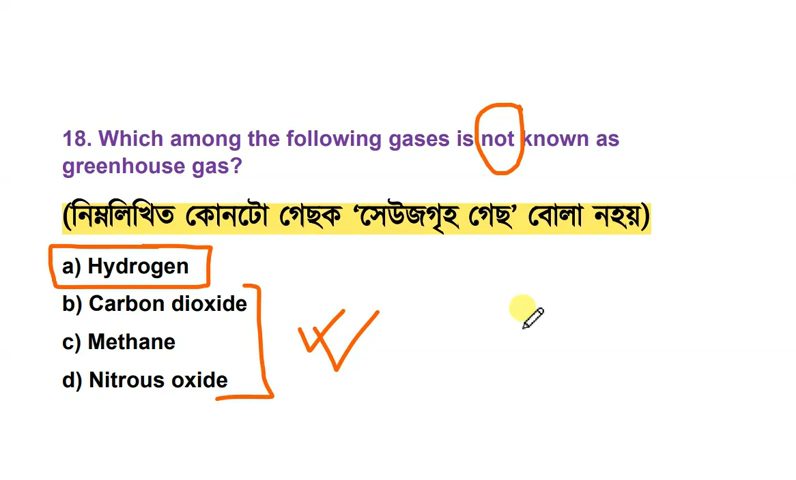 18. Which among the following gases is not known as
greenhouse gas?
(নিম্নলিখিত কোনটো গেছক ‘সেউজগৃহ গেছ’ বোলা নহয়)
a) Hydrogen
b) Carbon dioxide
c) Methane
d) Nitrous oxide